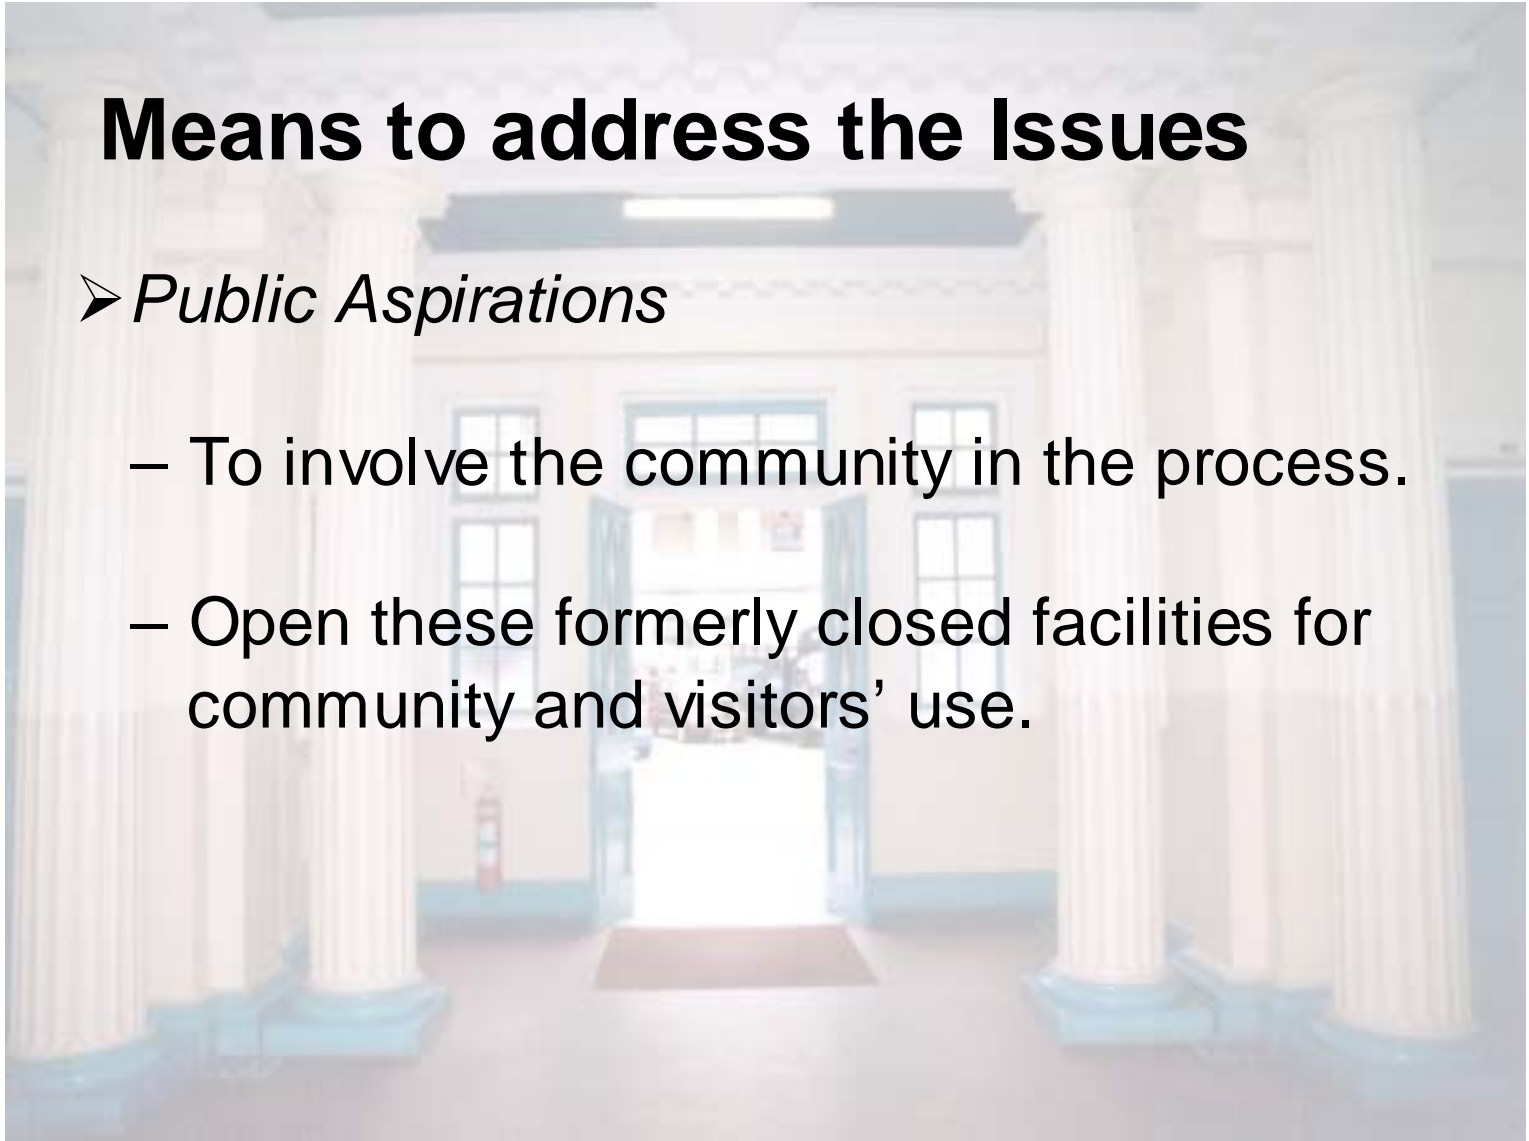 Means to address the Issues
➢ Public Aspirations
– To involve the community in the process.
– Open these formerly closed facilities for
community and visitors’ use.